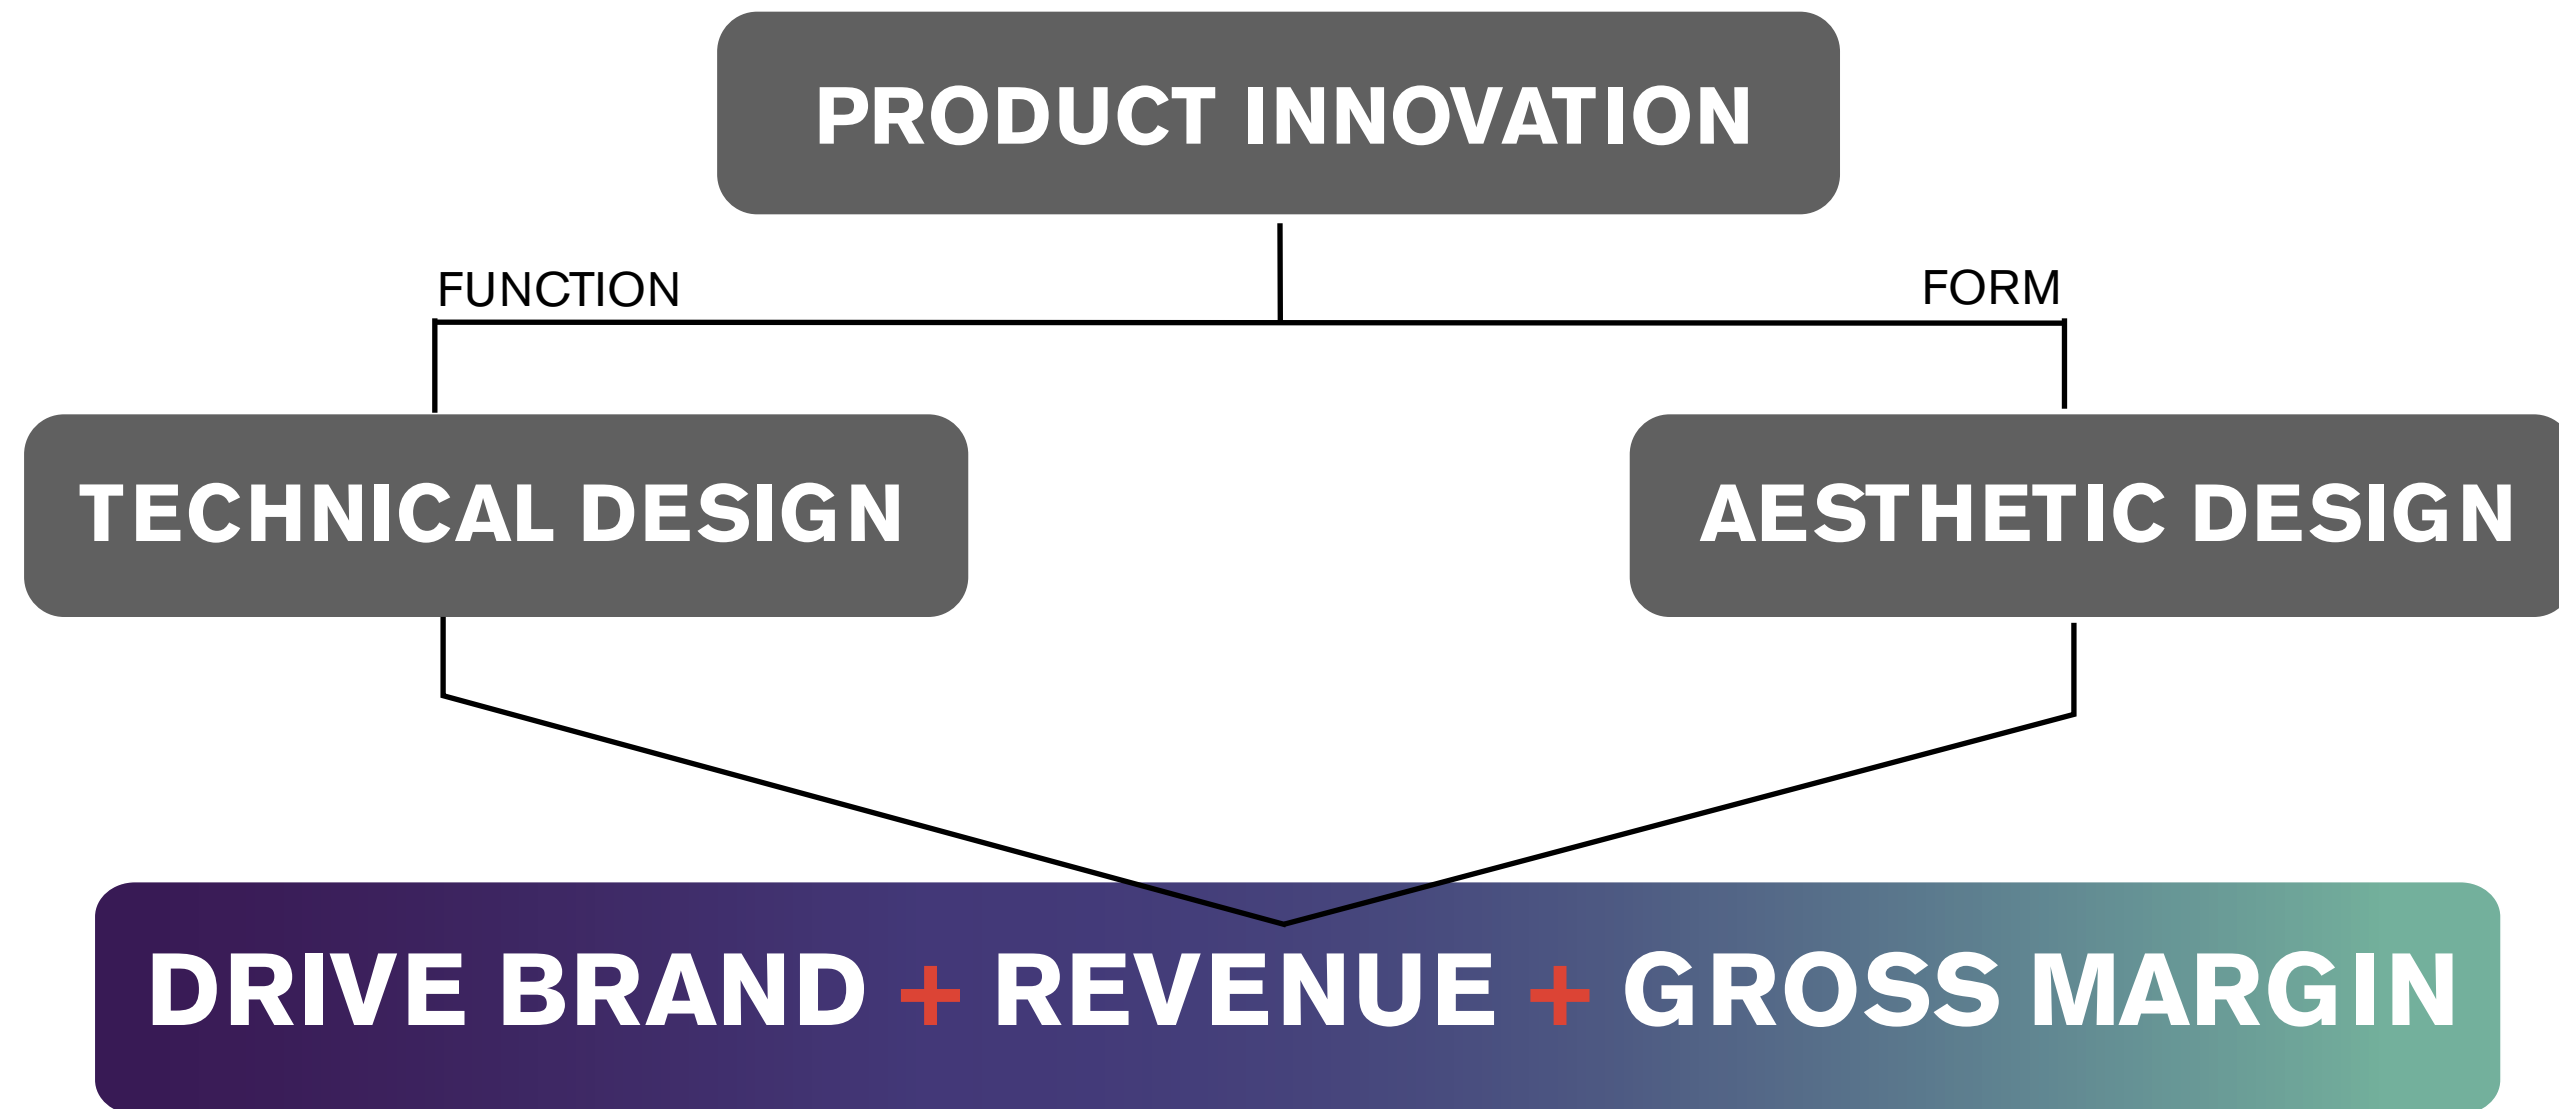 PRODUCT INNOVATION
FUNCTION
FORM
TECHNICAL DESIGN
AESTHETIC DESIGN
DRIVE BRAND + REVENUE + GROSS MARGIN